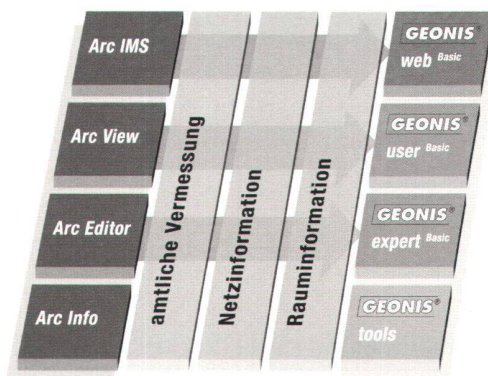 Arc IMS
Arc View
Arc Editor
Arc Info
amtliche Vermessung
Netzinformation
Rauminformation
GEONIS®
web Basic
GEONIS®
user Basic
GEONIS®
expert Basic
GEONIS®
tools